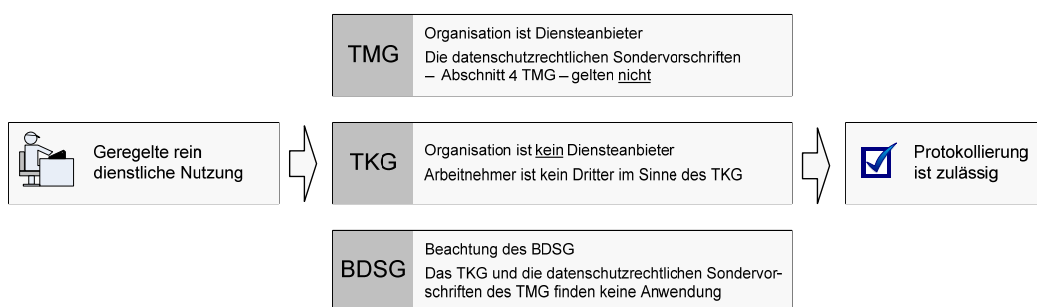 TMG
Organisation ist Diensteanbieter
Die datenschutzrechtlichen Sondervorschriften
– Abschnitt 4 TMG – gelten nicht
Geregelte rein
dienstliche Nutzung
TKG
Organisation ist kein Diensteanbieter
Arbeitnehmer ist kein Dritter im Sinne des TKG
Protokollierung
ist zulässig
BDSG
Beachtung des BDSG
Das TKG und die datenschutzrechtlichen Sondervor-
schriften des TMG finden keine Anwendung